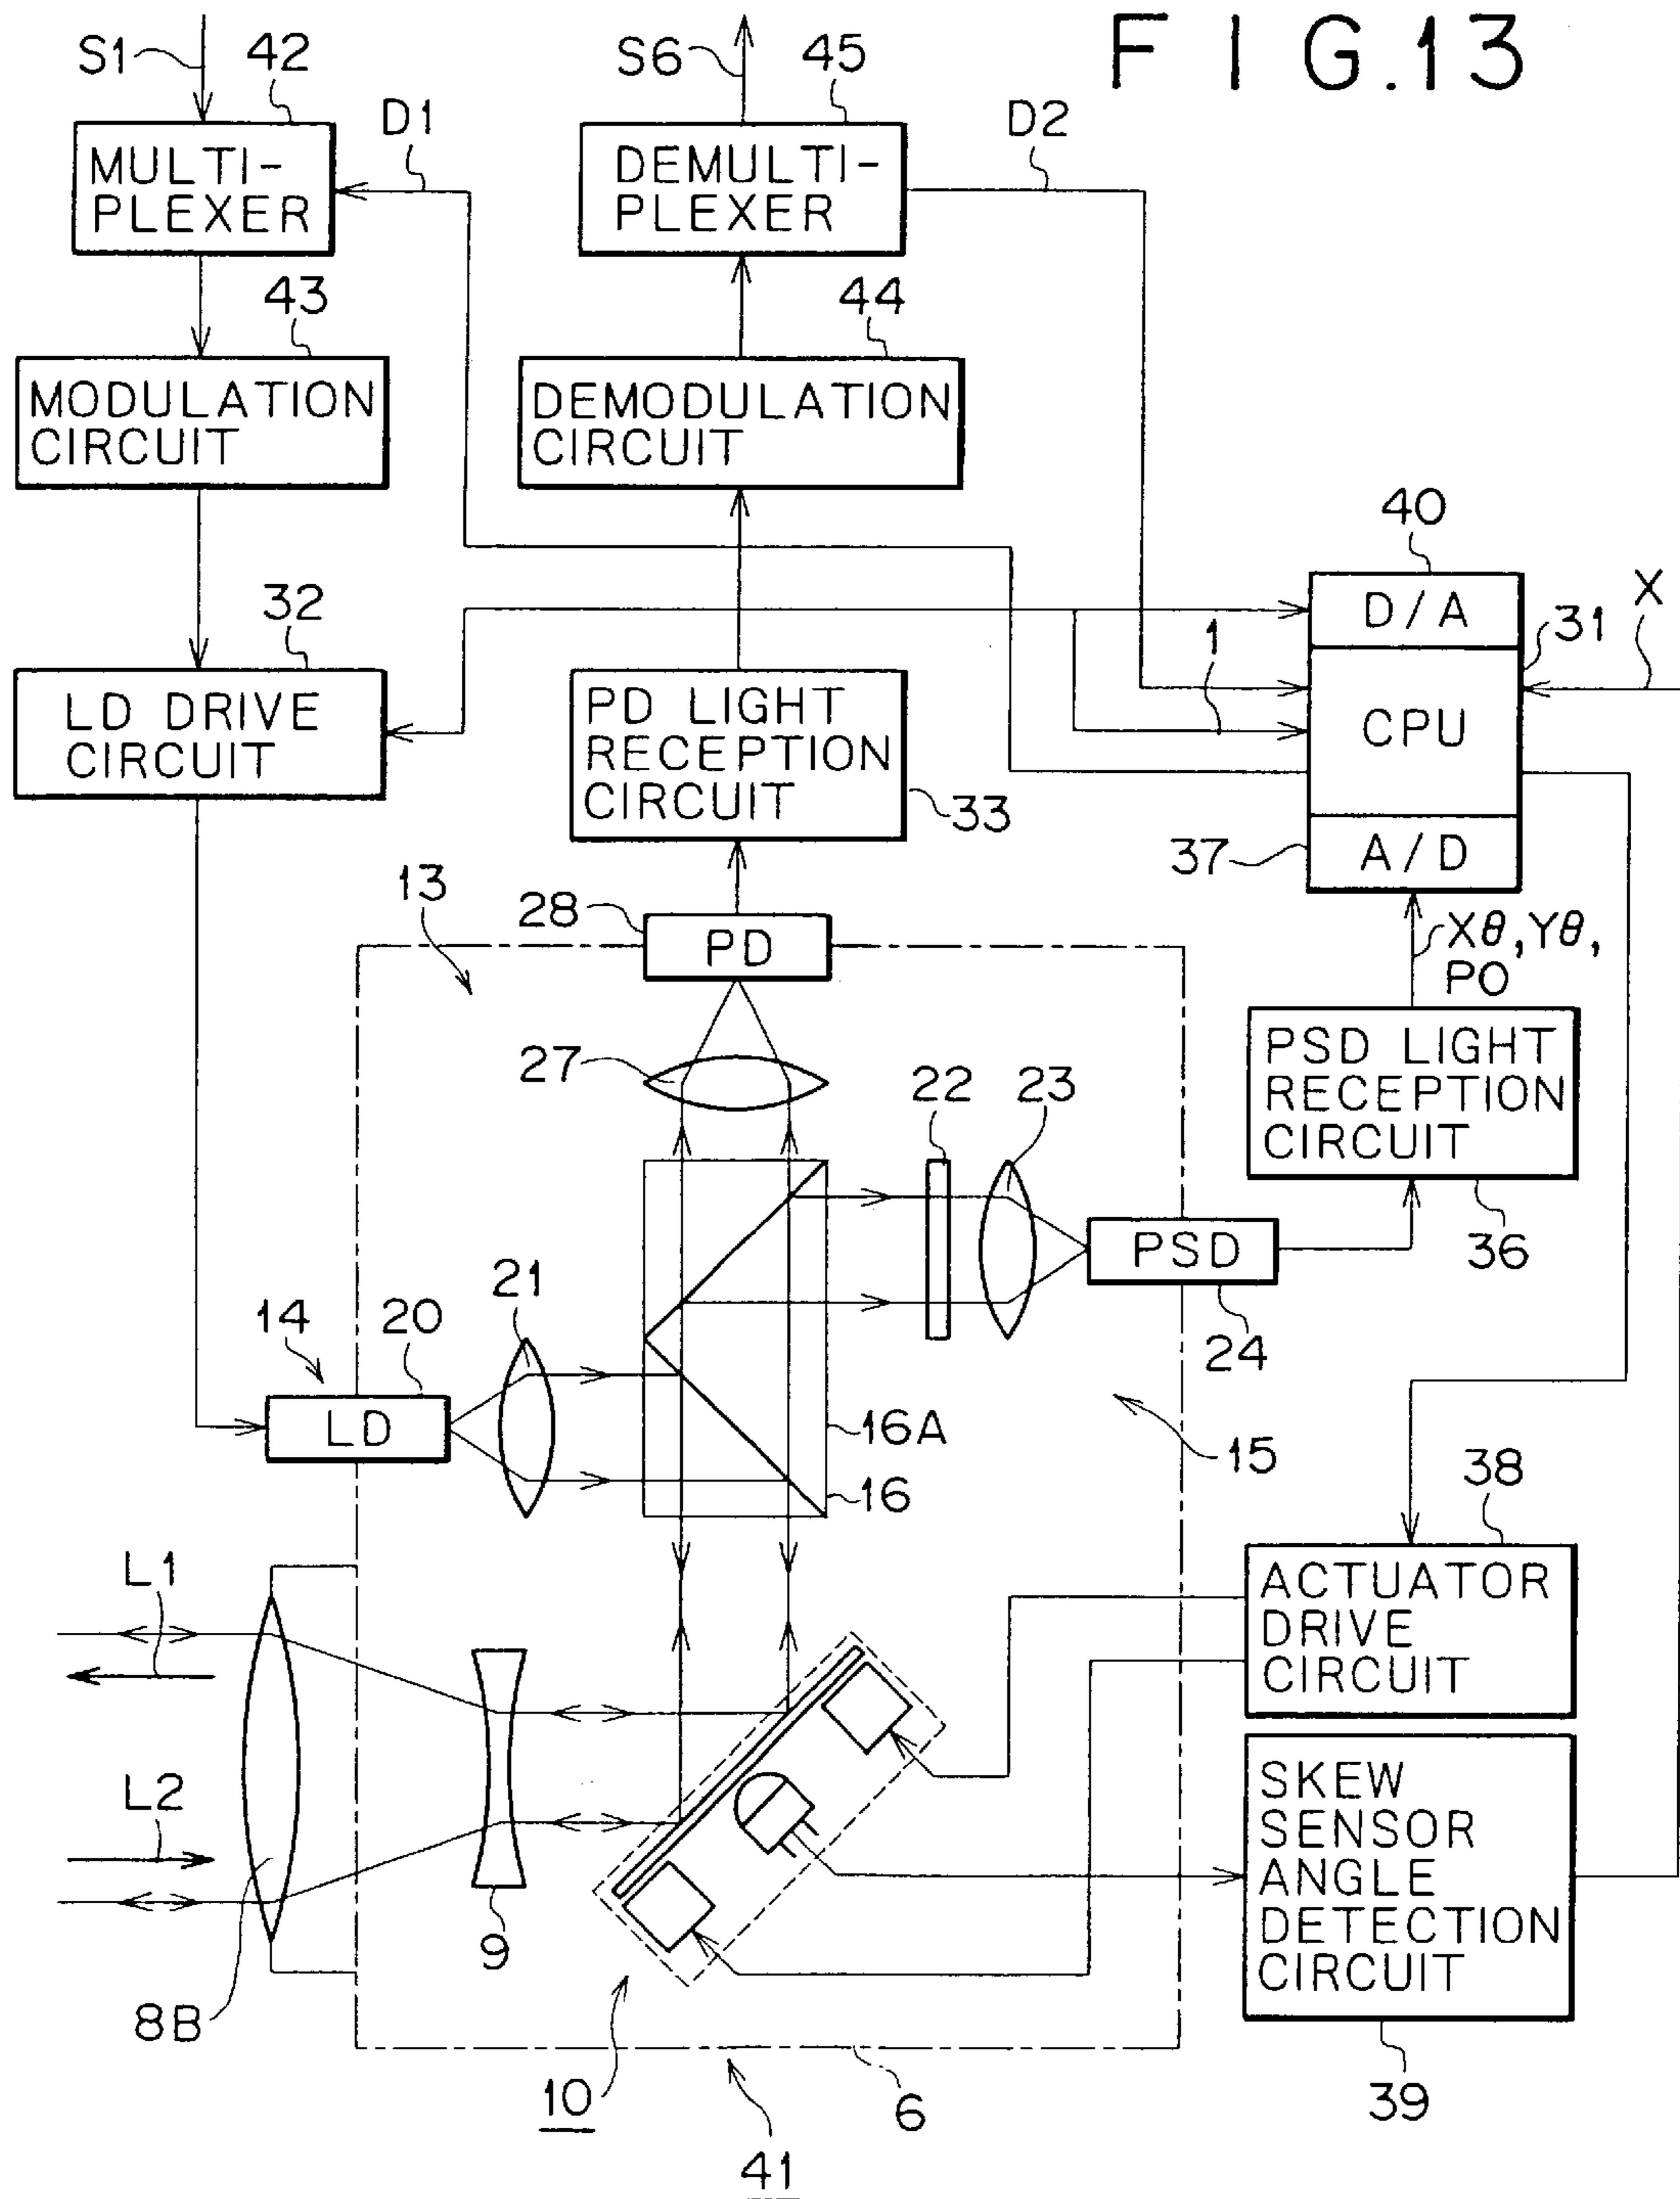 F I G.13
S1
42
S6
45
D1
D2
MULTI-
PLEXER
DEMULTI-
PLEXER
43
44
MODULATION
CIRCUIT
DEMODULATION
CIRCUIT
40
X
32
D/A
31
1
LD DRIVE
CIRCUIT
PD LIGHT
RECEPTION
CIRCUIT
CPU
33
37
A/D
13
28
PD
Xθ,Yθ,
PO
PSD LIGHT
RECEPTION
CIRCUIT
27
22
23
36
PSD
21
14
20
24
LD
16A
15
16
38
L1
ACTUATOR
DRIVE
CIRCUIT
L2
SKEW
SENSOR
ANGLE
DETECTION
CIRCUIT
9
8B
10
6
39
41